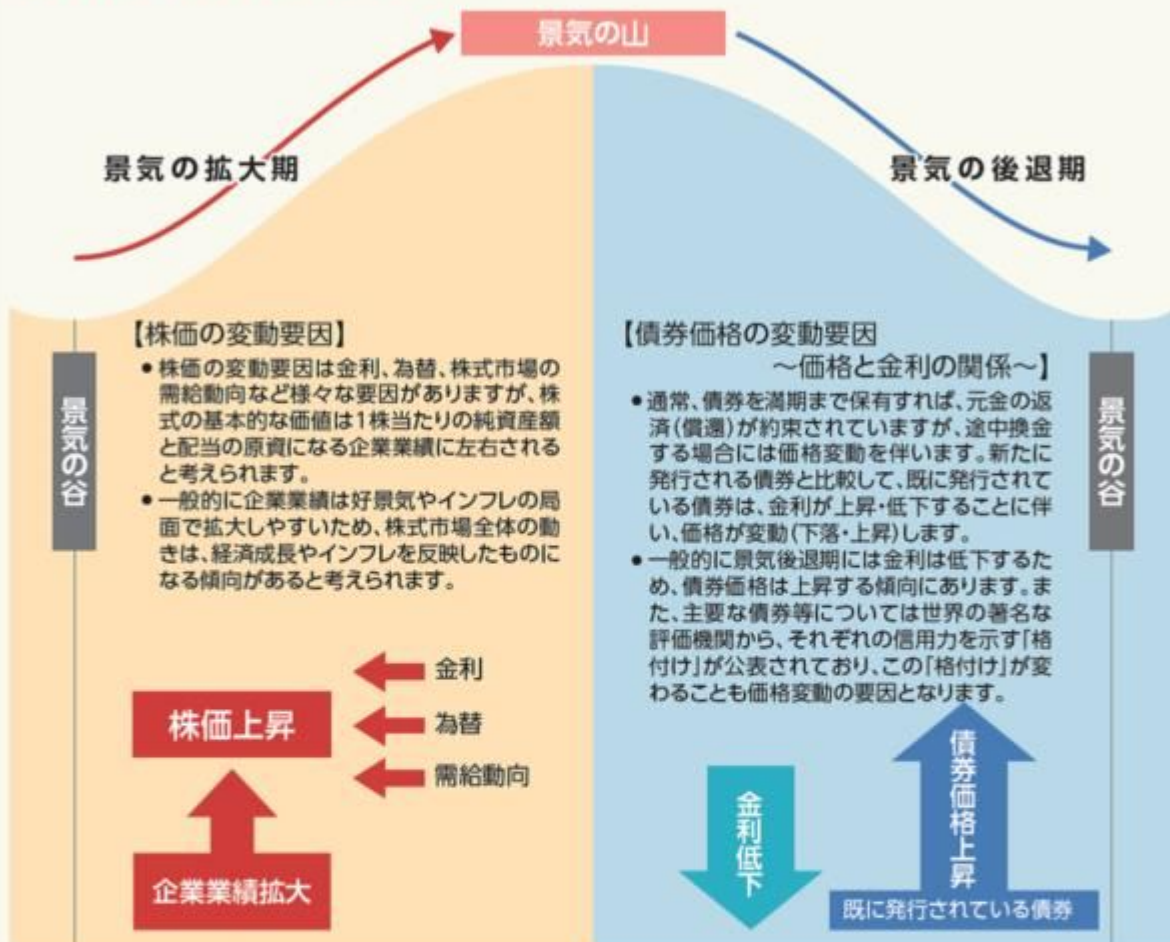 景気の山
景気の拡大期
景気の後退期
景気の谷
【株価の変動要因】
●株価の変動要因は金利、為替、株式市場の
需給動向など様々な要因がありますが、株
式の基本的な価値は1株当たりの純資産額
と配当の原資になる企業業績に左右される
と考えられます。
●一般的に企業業績は好景気やインフレの局
面で拡大しやすいため、株式市場全体の動
きは、経済成長やインフレを反映したものに
なる傾向があると考えられます。
金利
為替
需給動向
株価上昇
企業業績拡大
【債券価格の変動要因
～価格と金利の関係～】
●通常、債券を満期まで保有すれば、元金の返
済(償還)が約束されていますが、途中換金
する場合には価格変動を伴います。新たに
発行される債券と比較して、既に発行されて
いる債券は、金利が上昇・低下することに伴
い、価格が変動(下落・上昇)します。
●一般的に景気後退期には金利は低下するた
め、債券価格は上昇する傾向にあります。ま
た、主要な債券等については世界の著名な
評価機関から、それぞれの信用力を示す「格
付け」が公表されており、この「格付け」が変
わることも価格変動の要因となります。
金利低下
債券価格上昇
既に発行されている債券
景気の谷